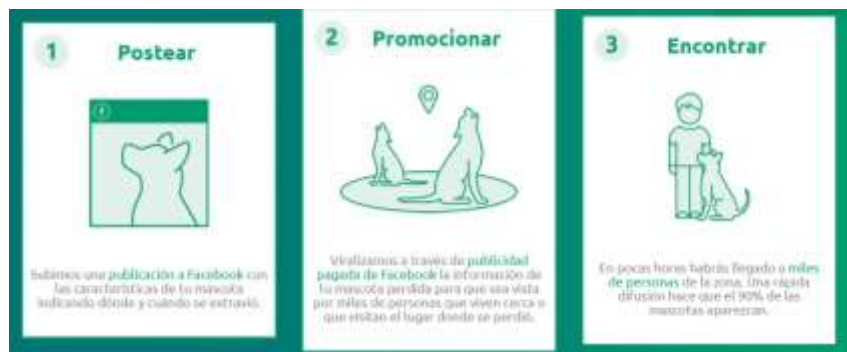 1
Postear
Subimos una publicación a Facebook con
las características de tu mascota
indicando dónde y cuándo se extravió.
2
Promocionar
Viralizamos a través de publicidad
pagada de Facebook la información de
tu mascota perdida para que sea vista
por miles de personas que viven cerca o
que visitan el lugar donde se perdió.
3
Encontrar
En pocas horas habrás llegado a miles
de personas de la zona. Una rápida
difusión hace que el 90% de las
mascotas aparezcan.